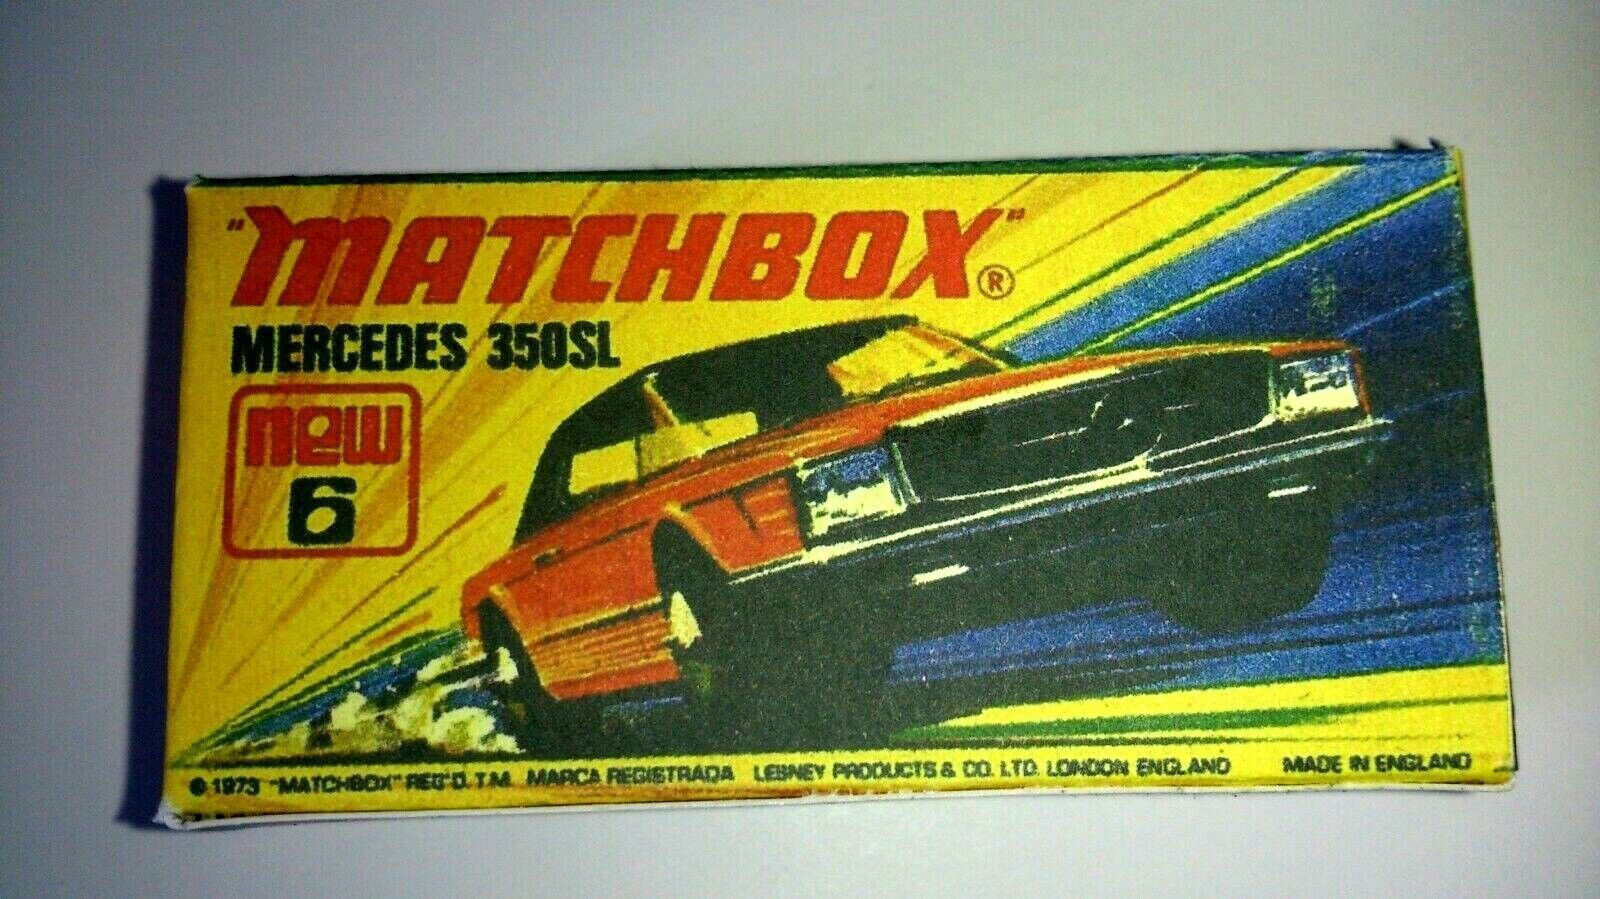 "MATCHBOX"®
MERCEDES 350SL
new
6
© 1973 "MATCHBOX" REG'D. T.M. MARCA REGISTRADA LESNEY PRODUCTS & CO. LTD. LONDON ENGLAND MADE IN ENGLAND